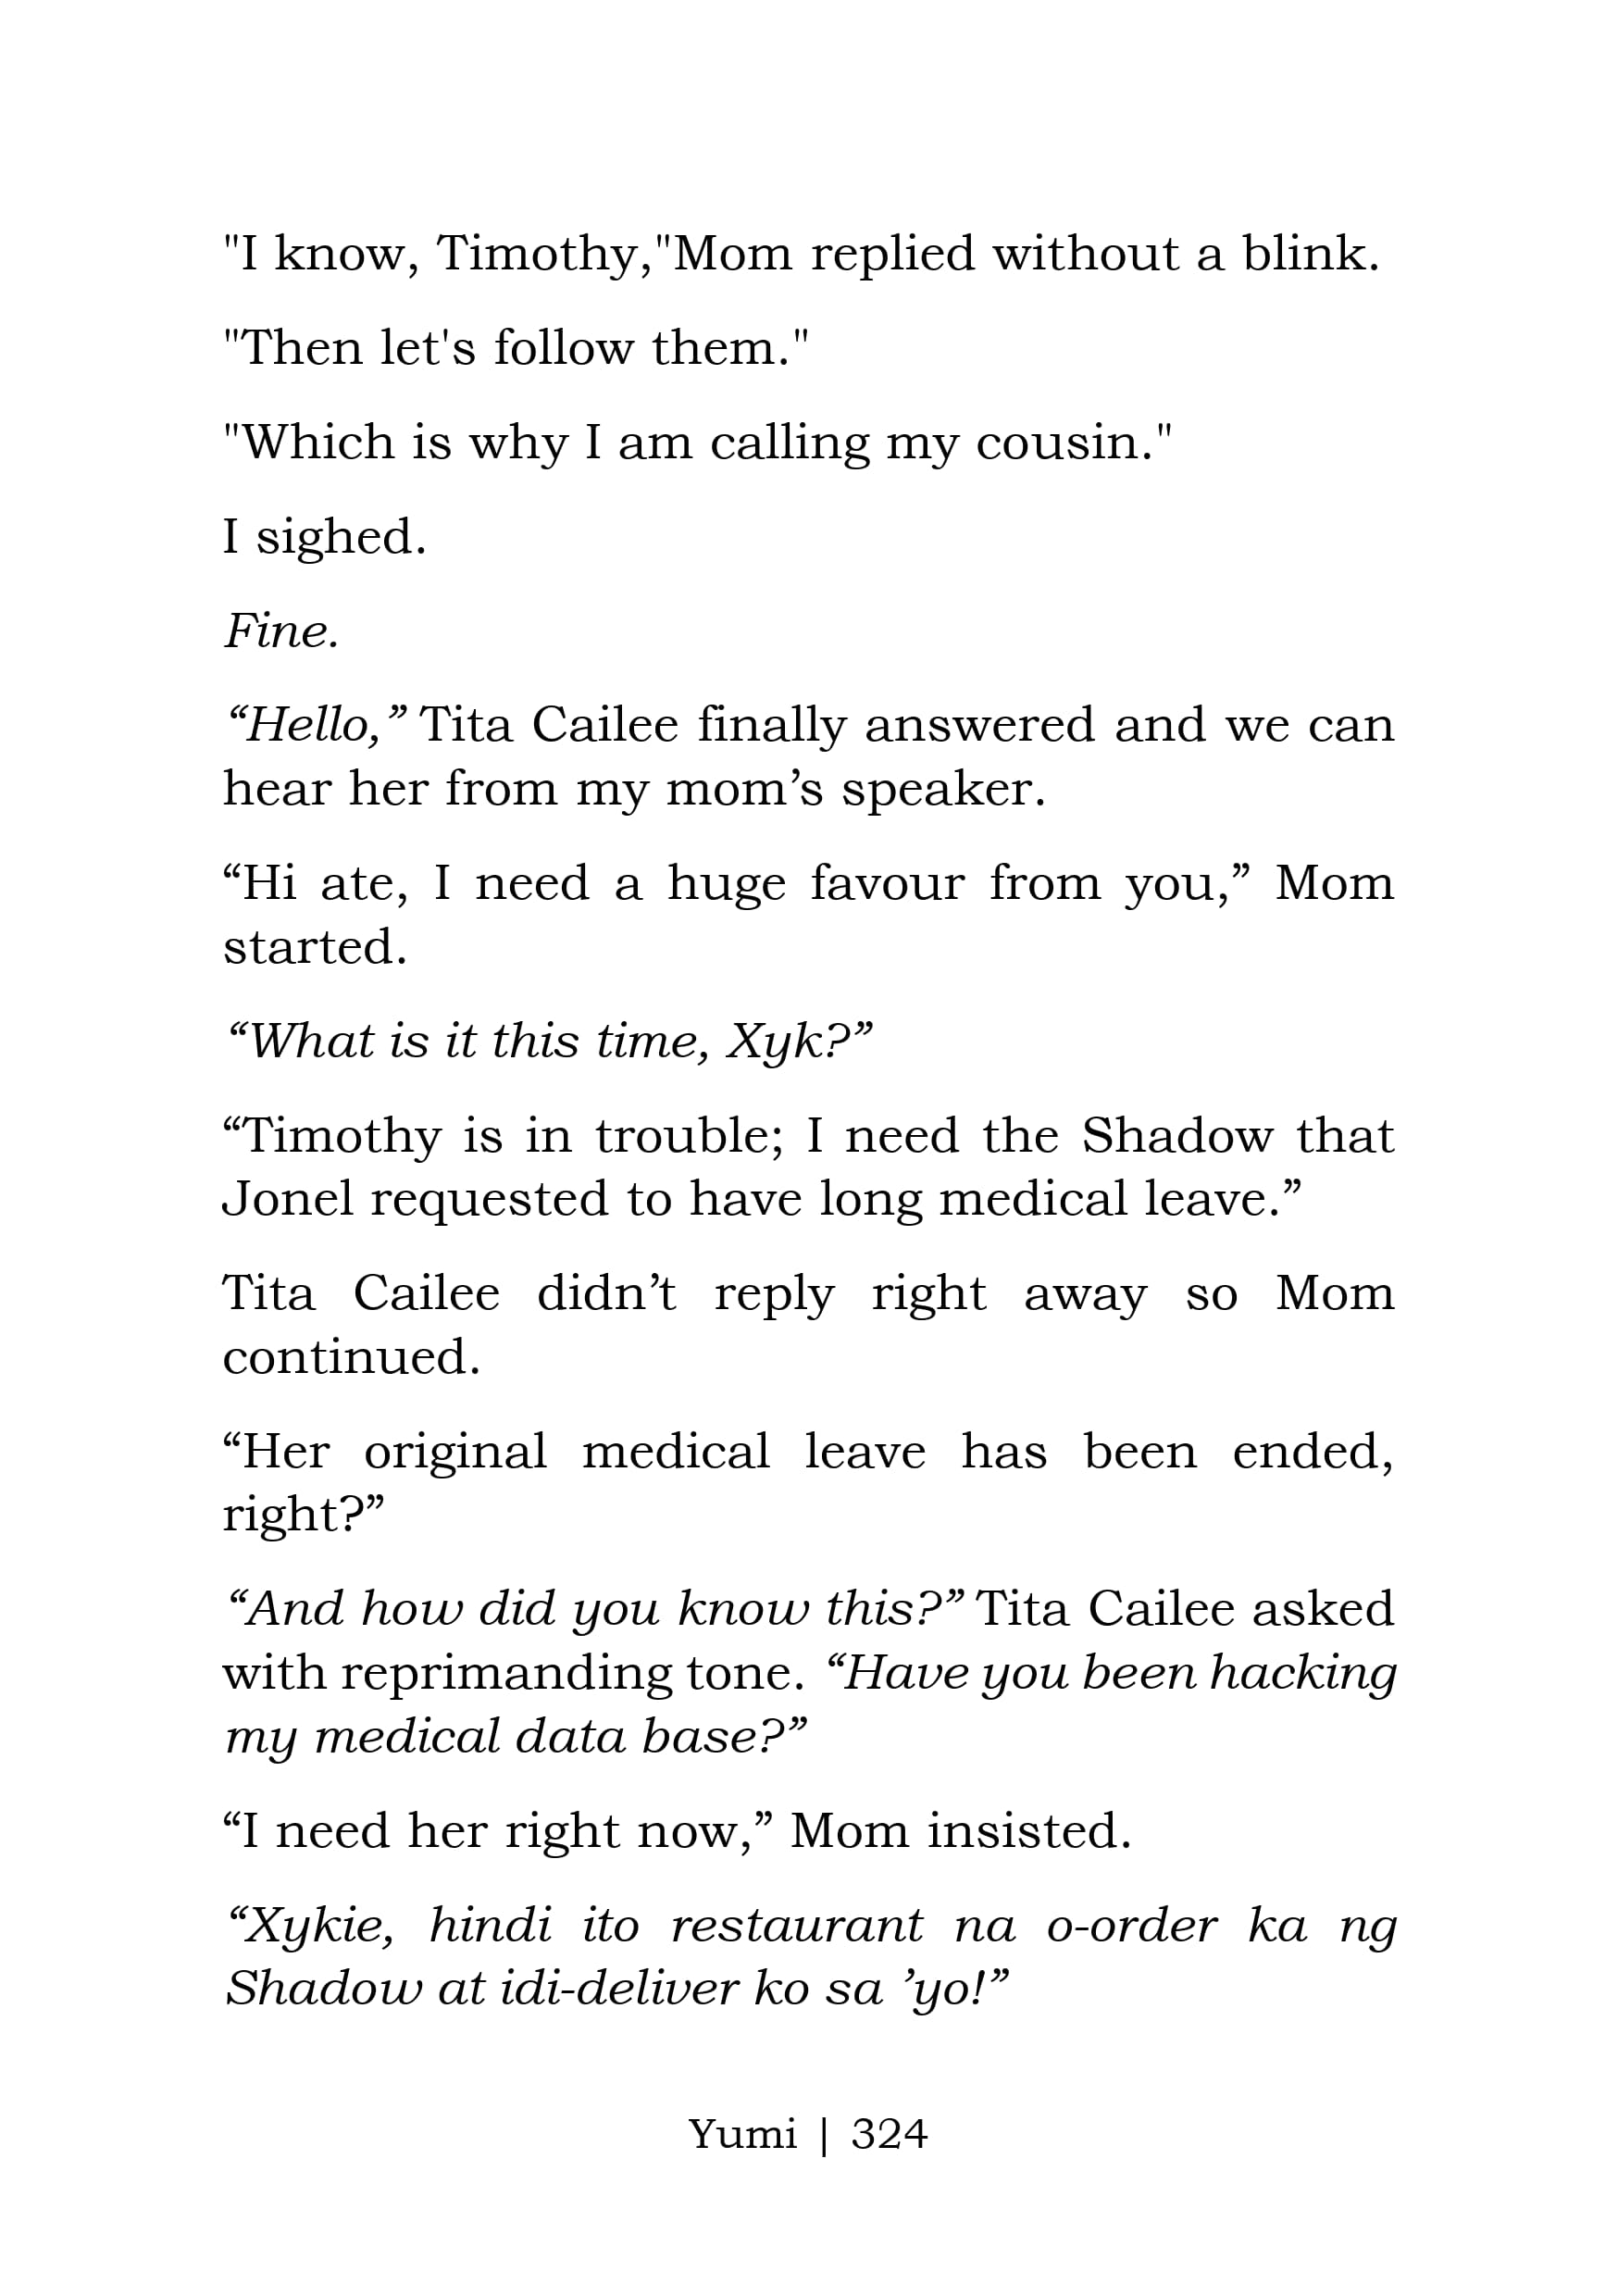 "I know, Timothy,"Mom replied without a blink.
"Then let's follow them."
"Which is why I am calling my cousin."
I sighed.
Fine.
“Hello,” Tita Cailee finally answered and we can
hear her from my mom’s speaker.
“Hi ate, I need a huge favour from you,” Mom
started.
“What is it this time, Xyk?”
“Timothy is in trouble; I need the Shadow that
Jonel requested to have long medical leave.”
Tita Cailee didn’t reply right away so Mom
continued.
“Her original medical leave has been ended,
right?”
“And how did you know this?” Tita Cailee asked
with reprimanding tone. “Have you been hacking
my medical data base?”
“I need her right now,” Mom insisted.
“Xykie, hindi ito restaurant na o-order ka ng
Shadow at idi-deliver ko sa ’yo!”
Yumi | 324